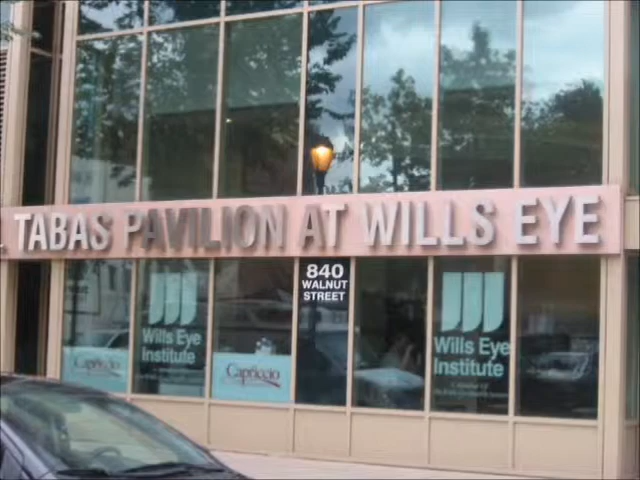 TABAS PAVILION AT WILLS EYE
840
WALNUT
STREET
Wills Eye
Institute
Wills Eye
Institute
Capriccio
Capriccio